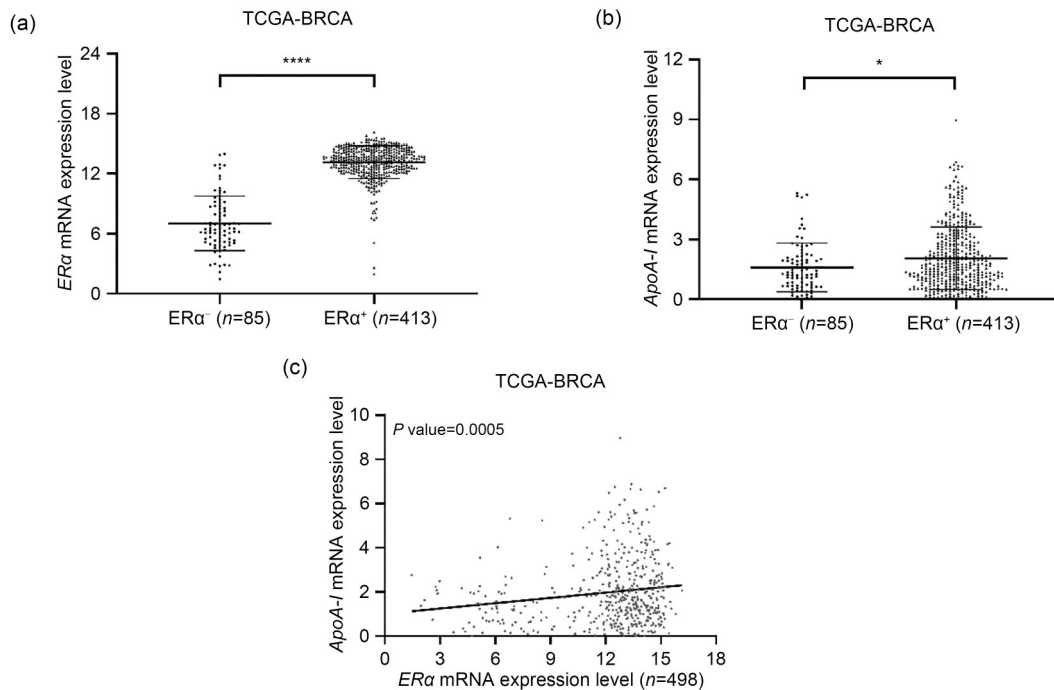 (a)
TCGA-BRCA
ERα mRNA expression level
24
18
12
6
0
****
ERα⁻ (n=85)
ERα⁺ (n=413)
(b)
TCGA-BRCA
ApoA-I mRNA expression level
12
9
6
3
0
*
ERα⁻ (n=85)
ERα⁺ (n=413)
(c)
TCGA-BRCA
ApoA-I mRNA expression level
10
8
6
4
2
0
P value=0.0005
0 3 6 9 12 15 18
ERα mRNA expression level (n=498)